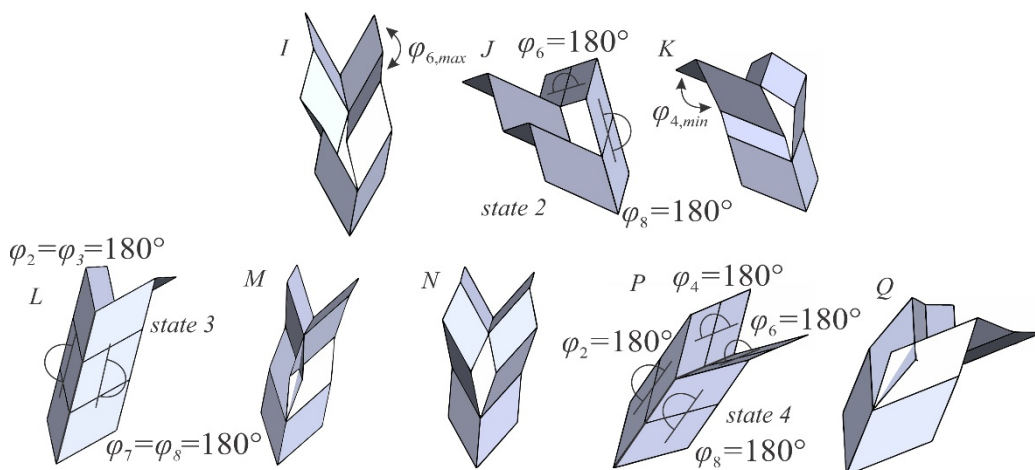 I
φ6,max
J
φ6=180°
K
φ4,min
state 2
φ8=180°
φ2=φ3=180°
L
state 3
φ7=φ8=180°
M
N
P
φ4=180°
φ2=180°
φ6=180°
state 4
φ8=180°
Q